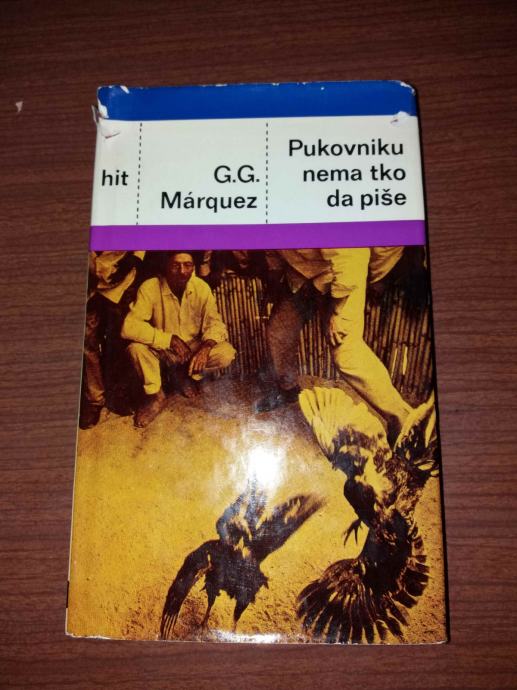 hit
G.G.
Márquez
Pukovniku
nema tko
da piše